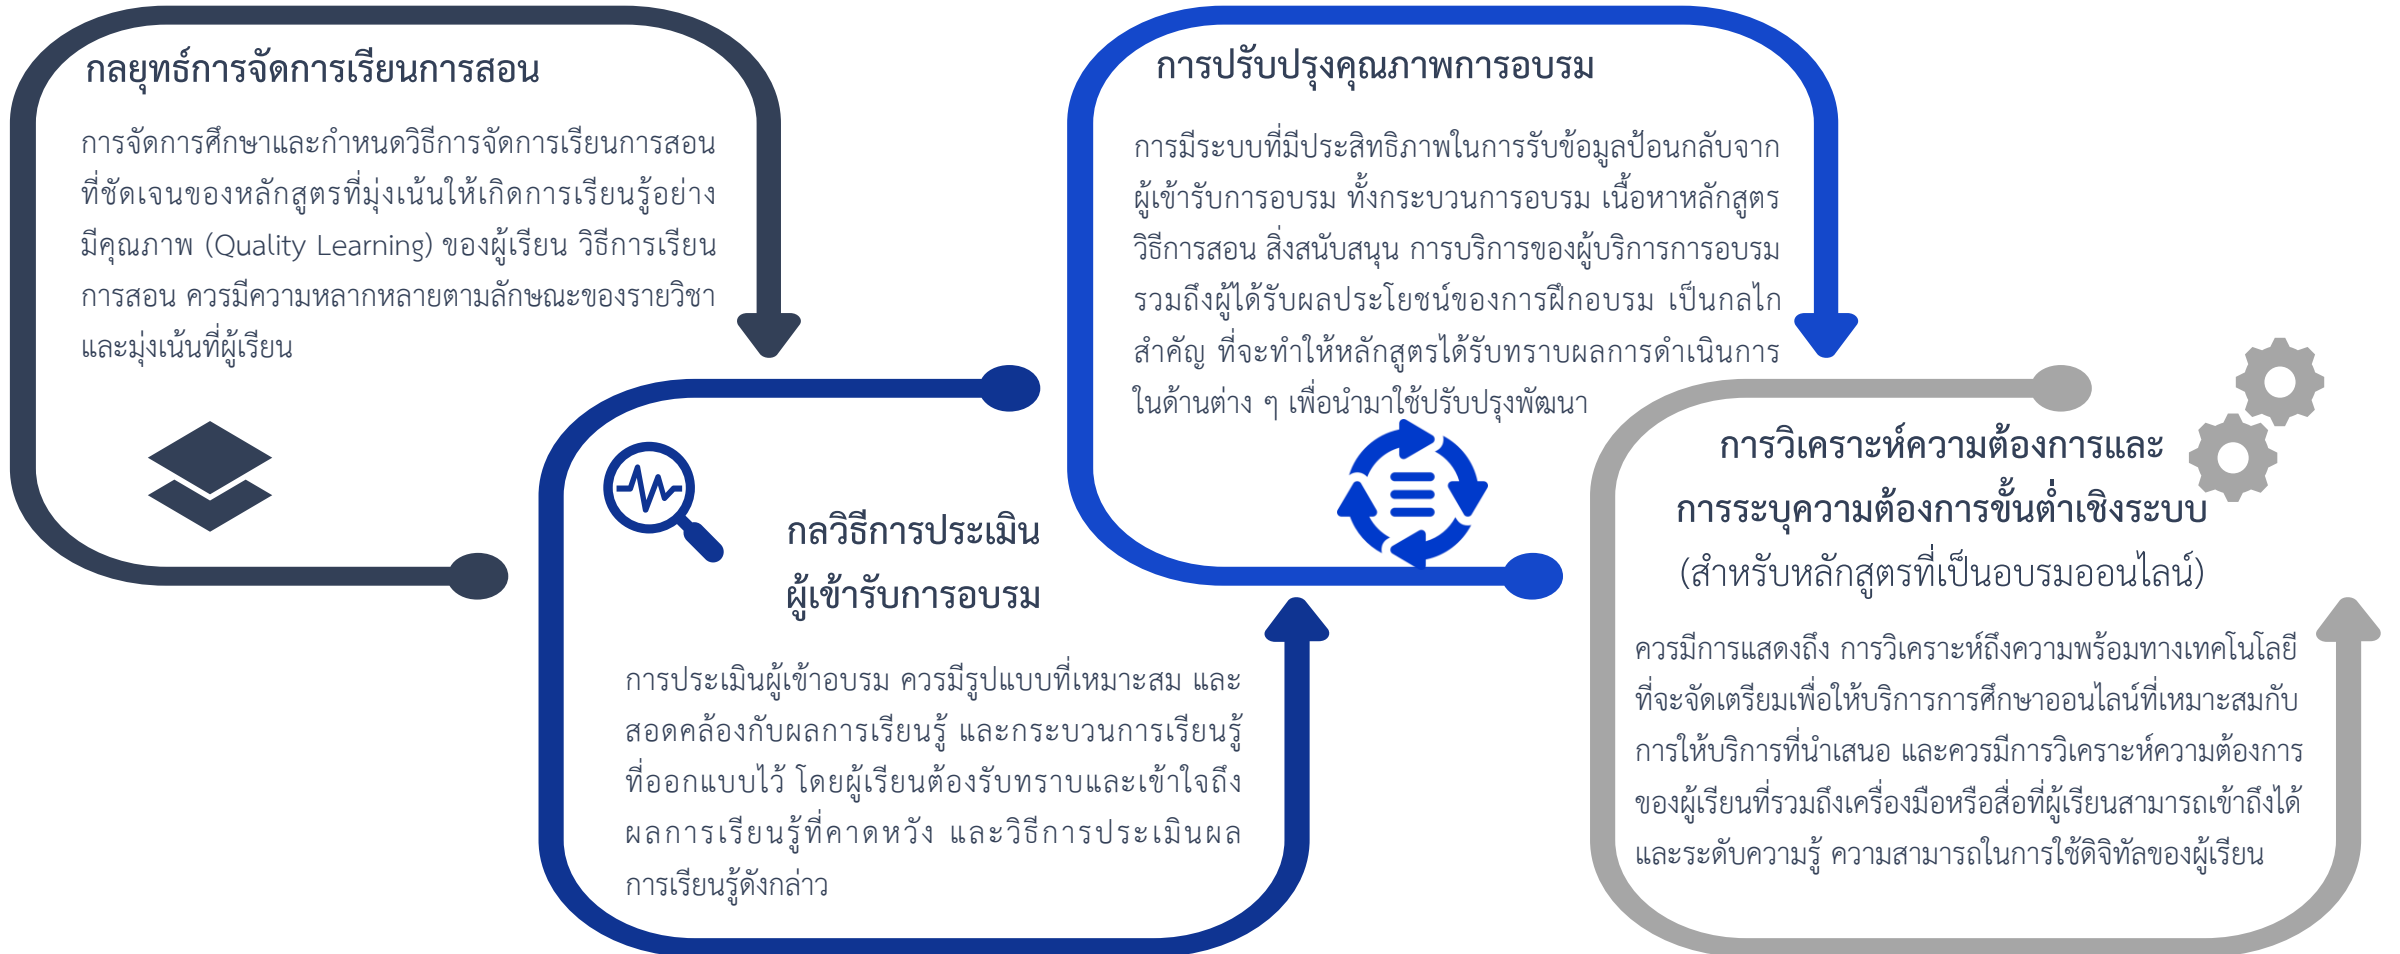 กลยุทธ์การจัดการเรียนการสอน
การจัดการศึกษาและกำหนดวิธีการจัดการเรียนการสอน
ที่ชัดเจนของหลักสูตรที่มุ่งเน้นให้เกิดการเรียนรู้อย่าง
มีคุณภาพ (Quality Learning) ของผู้เรียน วิธีการเรียน
การสอน ควรมีความหลากหลายตามลักษณะของรายวิชา
และมุ่งเน้นที่ผู้เรียน
กลวิธีการประเมิน
ผู้เข้ารับการอบรม
การประเมินผู้เข้าอบรม ควรมีรูปแบบที่เหมาะสม และ
สอดคล้องกับผลการเรียนรู้ และกระบวนการเรียนรู้
ที่ออกแบบไว้ โดยผู้เรียนต้องรับทราบและเข้าใจถึง
ผลการเรียนรู้ที่คาดหวัง และวิธีการประเมินผล
การเรียนรู้ดังกล่าว
การปรับปรุงคุณภาพการอบรม
การมีระบบที่มีประสิทธิภาพในการรับข้อมูลป้อนกลับจาก
ผู้เข้ารับการอบรม ทั้งกระบวนการอบรม เนื้อหาหลักสูตร
วิธีการสอน สิ่งสนับสนุน การบริการของผู้บริการการอบรม
รวมถึงผู้ได้รับผลประโยชน์ของการฝึกอบรม เป็นกลไก
สำคัญ ที่จะทำให้หลักสูตรได้รับทราบผลการดำเนินการ
ในด้านต่าง ๆ เพื่อนำมาใช้ปรับปรุงพัฒนา
การวิเคราะห์ความต้องการและ
การระบุความต้องการขั้นต่ำเชิงระบบ
(สำหรับหลักสูตรที่เป็นอบรมออนไลน์)
ควรมีการแสดงถึง การวิเคราะห์ถึงความพร้อมทางเทคโนโลยี
ที่จะจัดเตรียมเพื่อให้บริการการศึกษาออนไลน์ที่เหมาะสมกับ
การให้บริการที่นำเสนอ และควรมีการวิเคราะห์ความต้องการ
ของผู้เรียนที่รวมถึงเครื่องมือหรือสื่อที่ผู้เรียนสามารถเข้าถึงได้
และระดับความรู้ ความสามารถในการใช้ดิจิทัลของผู้เรียน